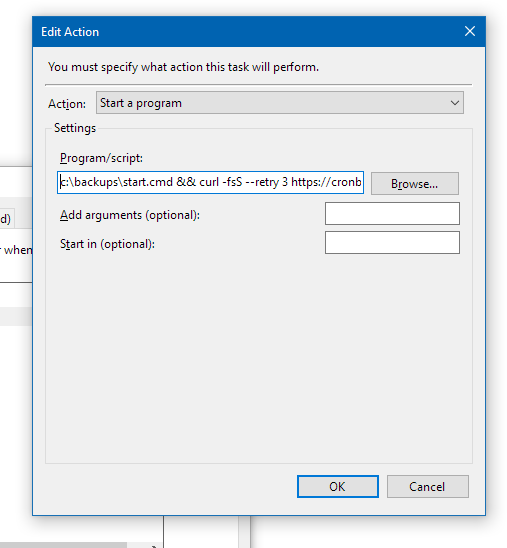 Edit Action
You must specify what action this task will perform.
Action: Start a program
Settings
Program/script:
c:\backups\start.cmd && curl -fsS --retry 3 https://cronb
Browse...
Add arguments (optional):
Start in (optional):
d)
r when
OK Cancel